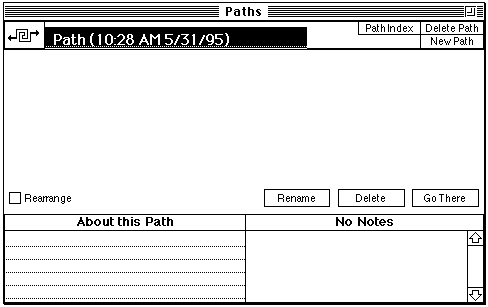 Paths
Path (10:28 AM 5/31/95)
Path Index
Delete Path
New Path
Rearrange
Rename
Delete
Go There
About this Path
No Notes